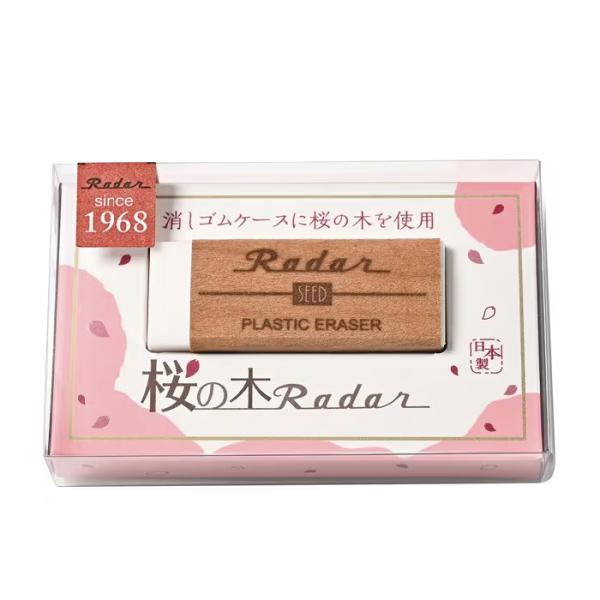 Radar
since
1968
消しゴムケースに桜の木を使用
Radar
SEED
PLASTIC ERASER
日本製
桜の木Radar